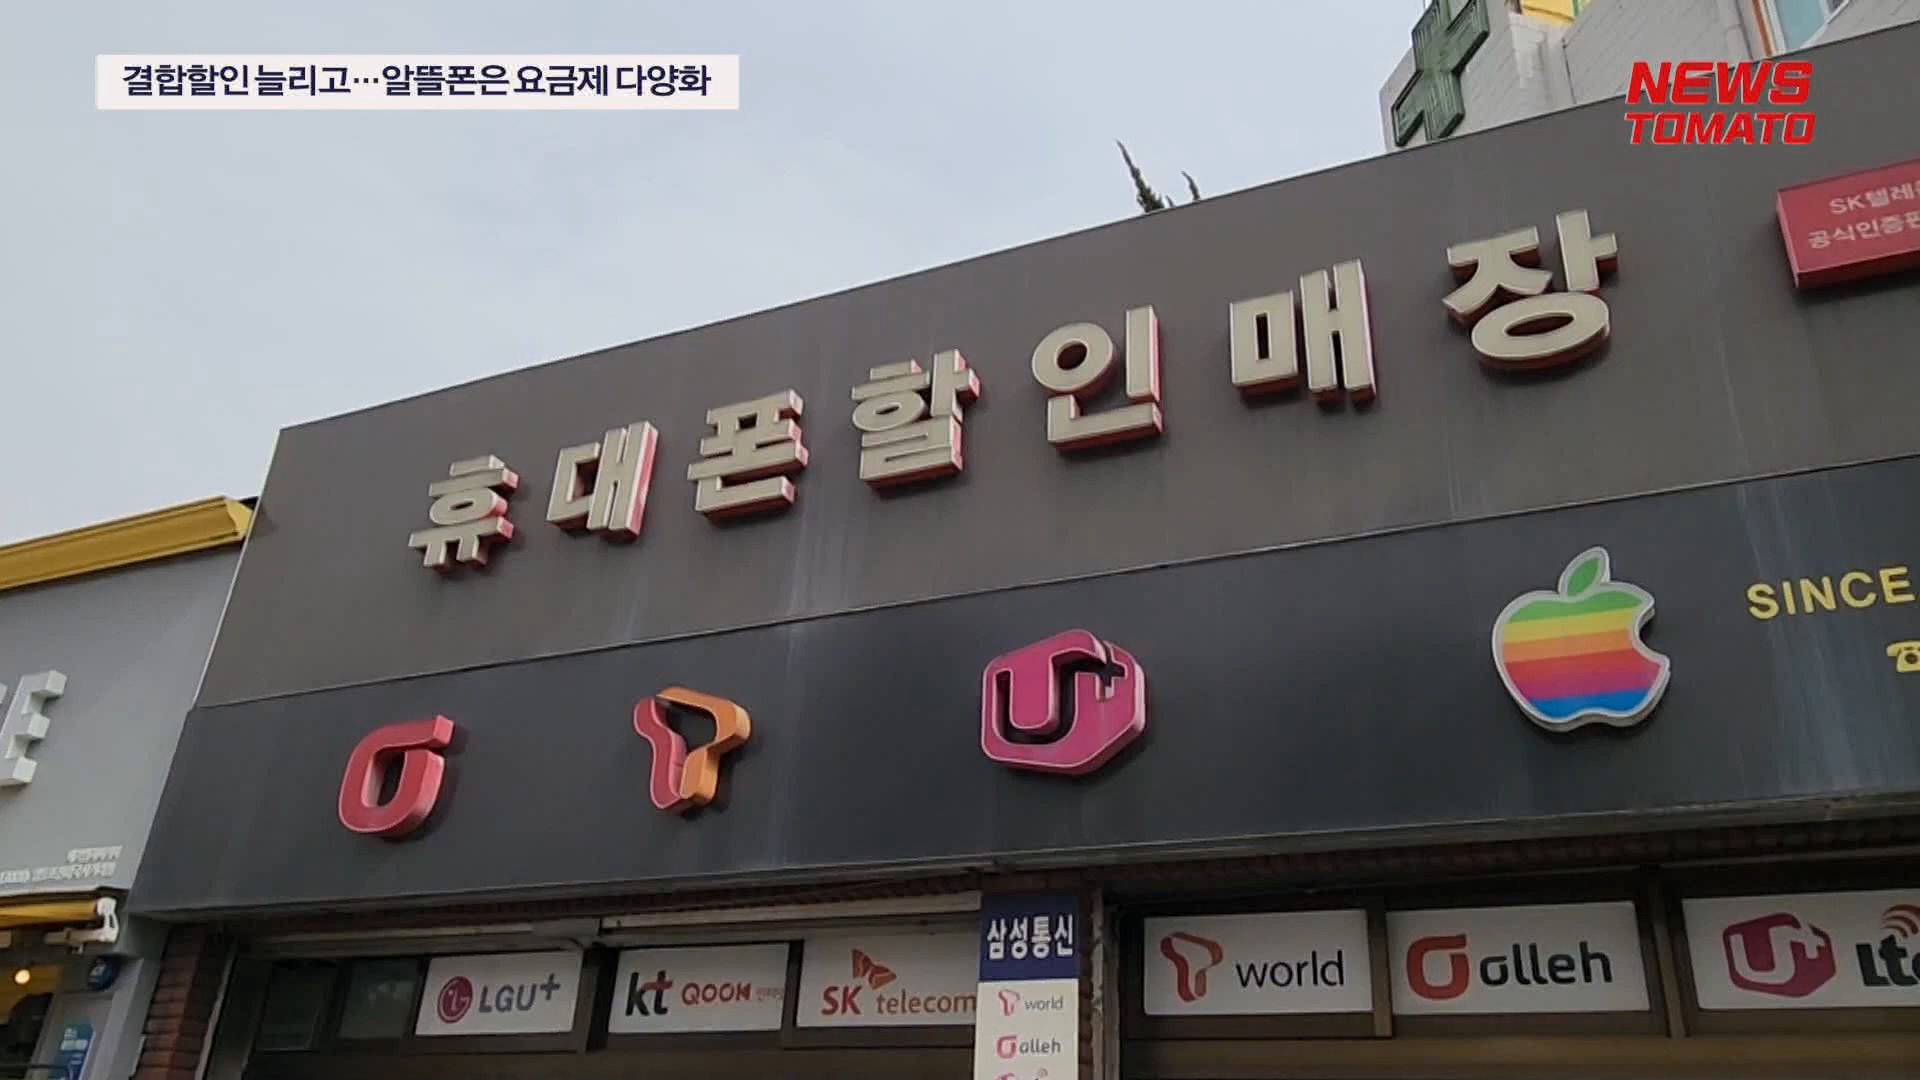 결합할인 늘리고…알뜰폰은 요금제 다양화
NEWS
TOMATO
SK텔레
공식인증판
휴대폰할인매장
SINCE
U+
삼성통신
LGU+
kt QOOK
SK telecom
T world
olleh
U+ Lte
T world
olleh